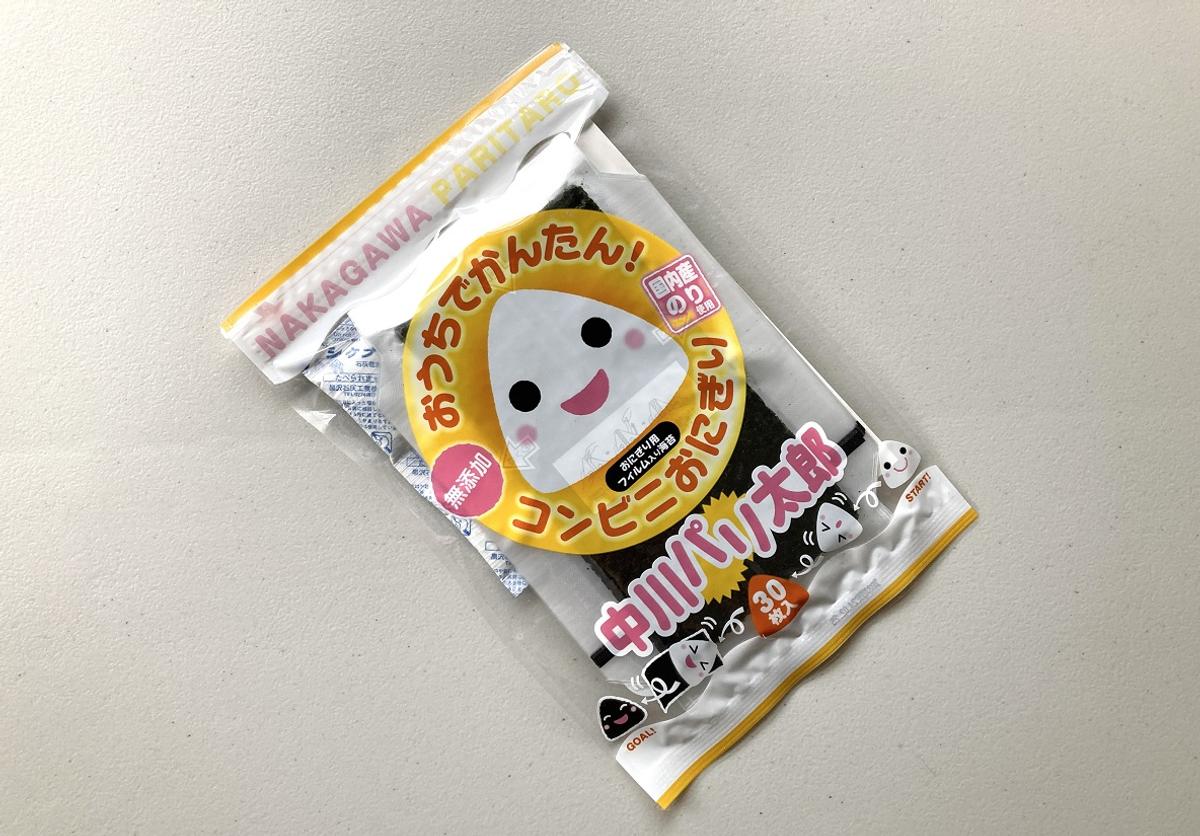 NAKAGAWA PARITARO
おうちでかんたん!
国内産
のり
使用
おにぎり用
フィルム入り海苔
無添加
コンビニおにぎり
中川パリ太郎
30
枚入
START!
GOAL!